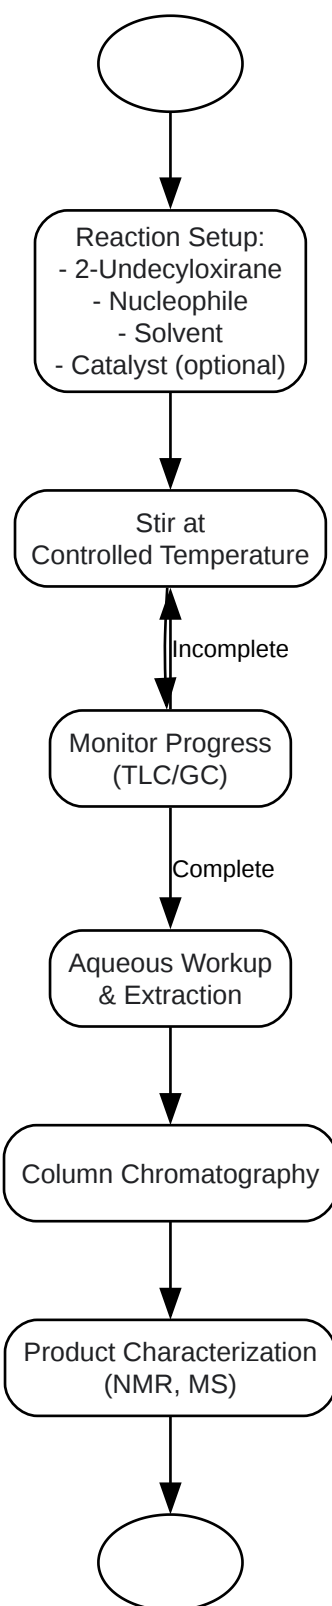 Reaction Setup:
- 2-Undecyloxirane
- Nucleophile
- Solvent
- Catalyst (optional)
Stir at
Controlled Temperature
Incomplete
Monitor Progress
(TLC/GC)
Complete
Aqueous Workup
& Extraction
Column Chromatography
Product Characterization
(NMR, MS)